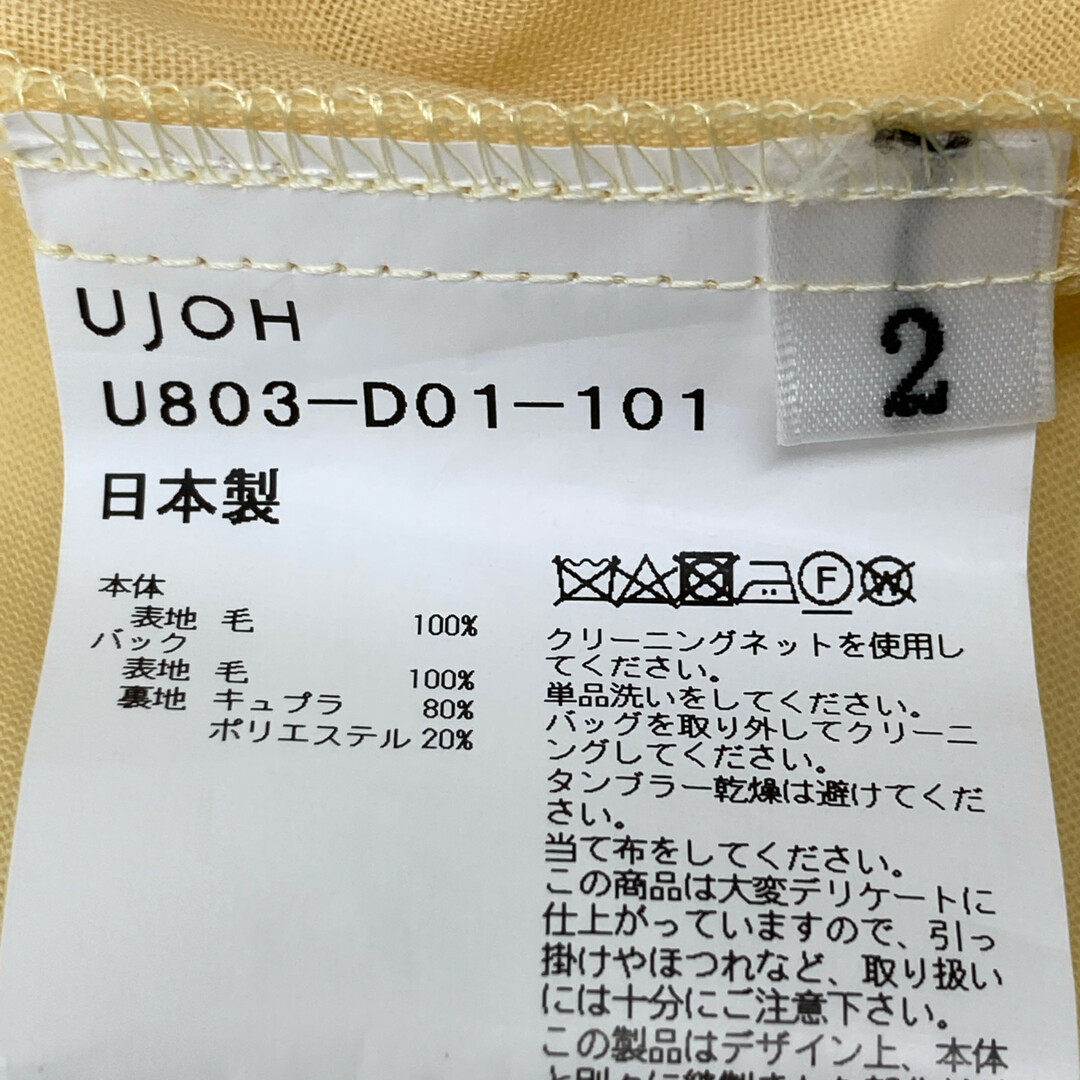 UJOH
U803-D01-101
日本製
2
本体
表地 毛 100%
バック
表地 毛 100%
裏地 キュプラ 80%
ポリエステル 20%
F
W
クリーニングネットを使用し
てください。
単品洗いをしてください。
バッグを取り外してクリーニ
ングしてください。
タンブラー乾燥は避けてくだ
さい。
当て布をしてください。
この商品は大変デリケートに
仕上がっていますので、引っ
掛けやほつれなど、取り扱い
には十分にご注意下さい。
この製品はデザイン上、本体